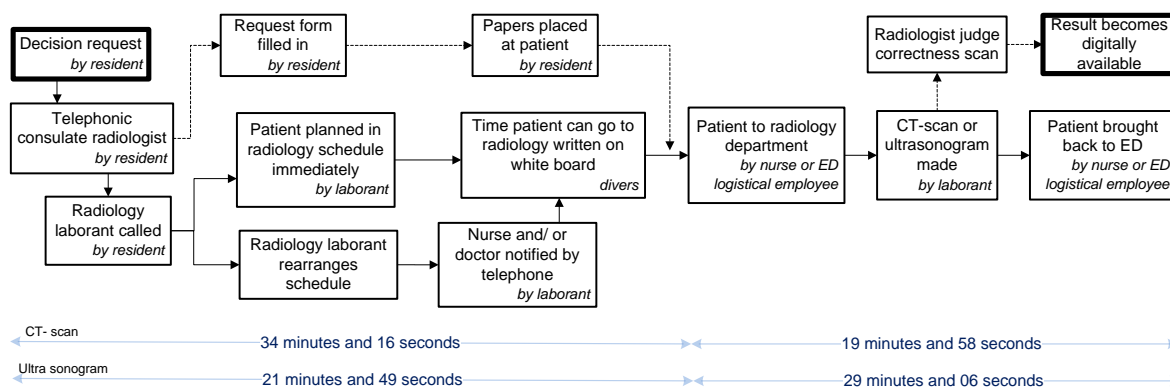 Decision request
by resident
Request form
filled in
by resident
Papers placed
at patient
by resident
Radiologist judge
correctness scan
Result becomes
digitally
available
Telephonic
consulate radiologist
by resident
Patient planned in
radiology schedule
immediately
by laborant
Time patient can go to
radiology written on
white board
divers
Patient to radiology
department
by nurse or ED
logistical employee
CT-scan or
ultrasonogram
made
by laborant
Patient brought
back to ED
by nurse or ED
logistical employee
Radiology
laborant called
by resident
Radiology laborant
rearranges
schedule
Nurse and/ or
doctor notified by
telephone
by laborant
CT- scan
34 minutes and 16 seconds
19 minutes and 58 seconds
Ultra sonogram
21 minutes and 49 seconds
29 minutes and 06 seconds